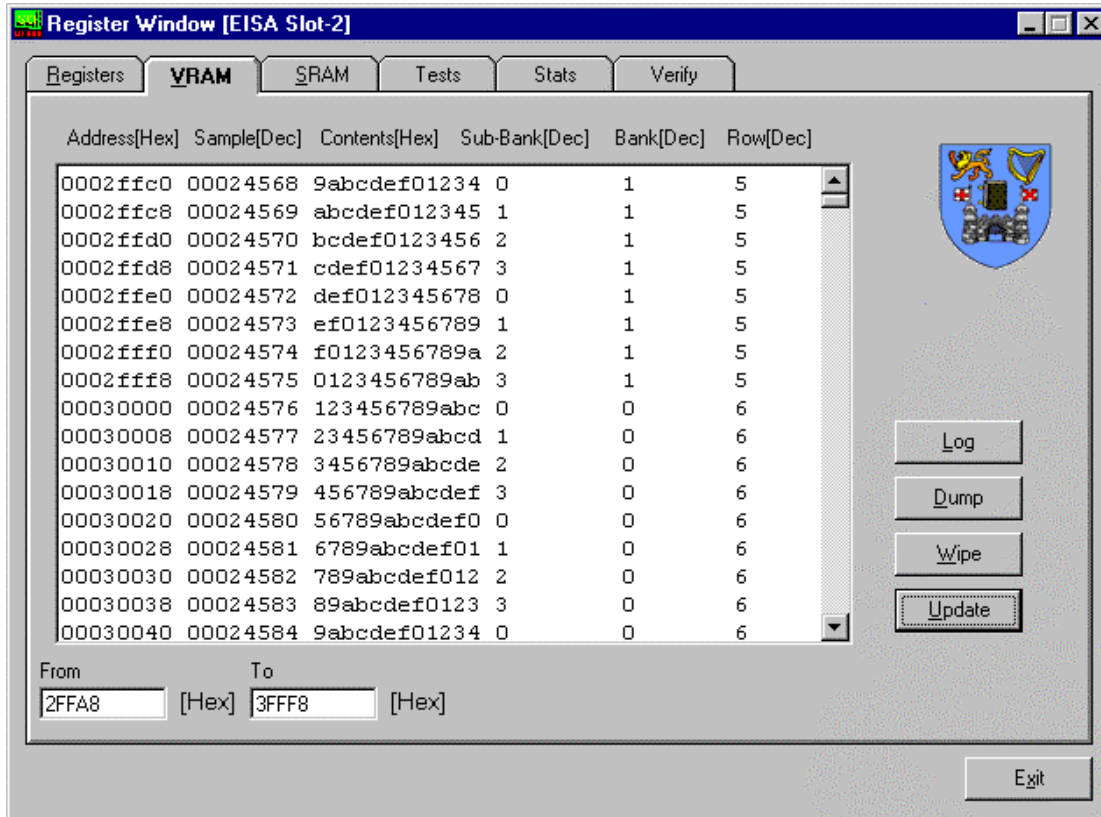 Register Window [EISA Slot-2]
Registers VRAM SRAM Tests Stats Verify
Address[Hex] Sample[Dec] Contents[Hex] Sub-Bank[Dec] Bank[Dec] Row[Dec]
0002ffc0 00024568 9abcdef01234 0 1 5
0002ffc8 00024569 abcdef012345 1 1 5
0002ffd0 00024570 bcdef0123456 2 1 5
0002ffd8 00024571 cdef01234567 3 1 5
0002ffe0 00024572 def012345678 0 1 5
0002ffe8 00024573 ef0123456789 1 1 5
0002fff0 00024574 f0123456789a 2 1 5
0002fff8 00024575 0123456789ab 3 1 5
00030000 00024576 123456789abc 0 0 6
00030008 00024577 23456789abcd 1 0 6
00030010 00024578 3456789abcde 2 0 6
00030018 00024579 456789abcdef 3 0 6
00030020 00024580 56789abcdef0 0 0 6
00030028 00024581 6789abcdef01 1 0 6
00030030 00024582 789abcdef012 2 0 6
00030038 00024583 89abcdef0123 3 0 6
00030040 00024584 9abcdef01234 0 0 6
Log
Dump
Wipe
Update
From To
2FFA8 [Hex] 3FFF8 [Hex]
Exit